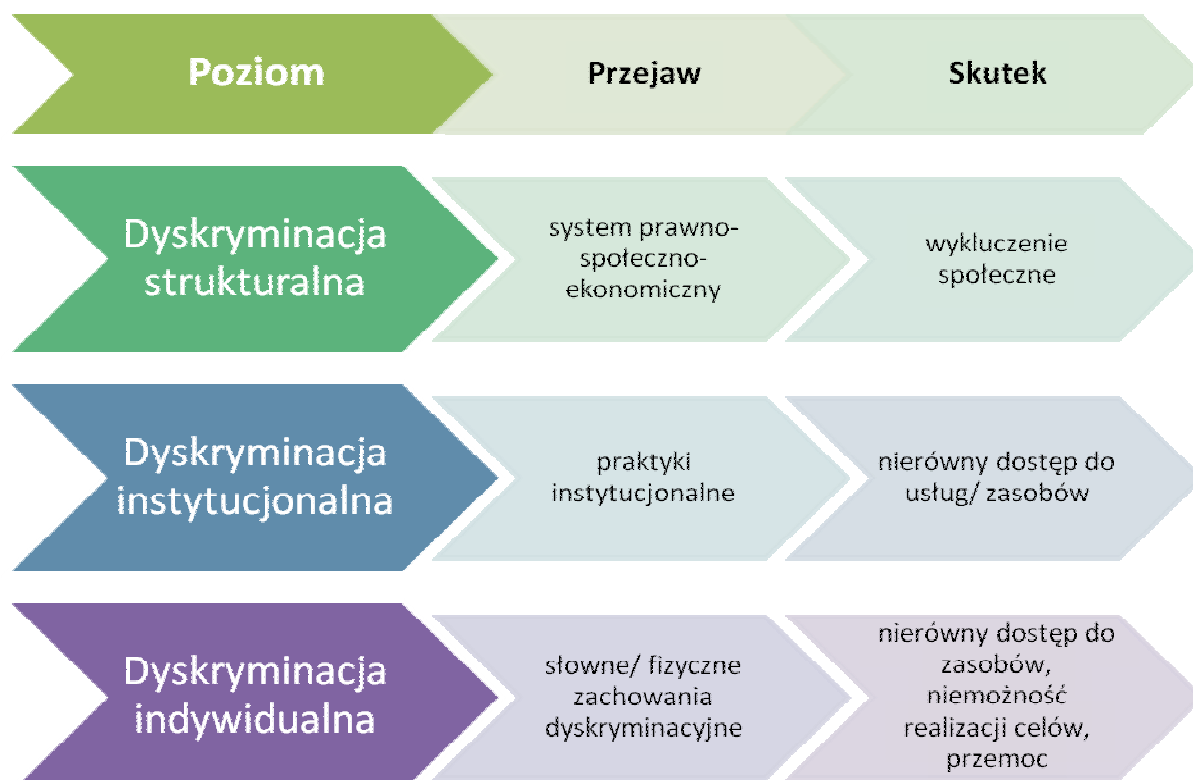 Poziom
Przejaw
Skutek
Dyskryminacja
strukturalna
system prawno-
społeczno-
ekonomiczny
wykluczenie
społeczne
Dyskryminacja
instytucjonalna
praktyki
instytucjonalne
nierówny dostęp do
usług/ zasobów
Dyskryminacja
indywidualna
słowne/ fizyczne
zachowania
dyskryminacyjne
nierówny dostęp do
zasobów,
niemożność
realizacji celów,
przemoc